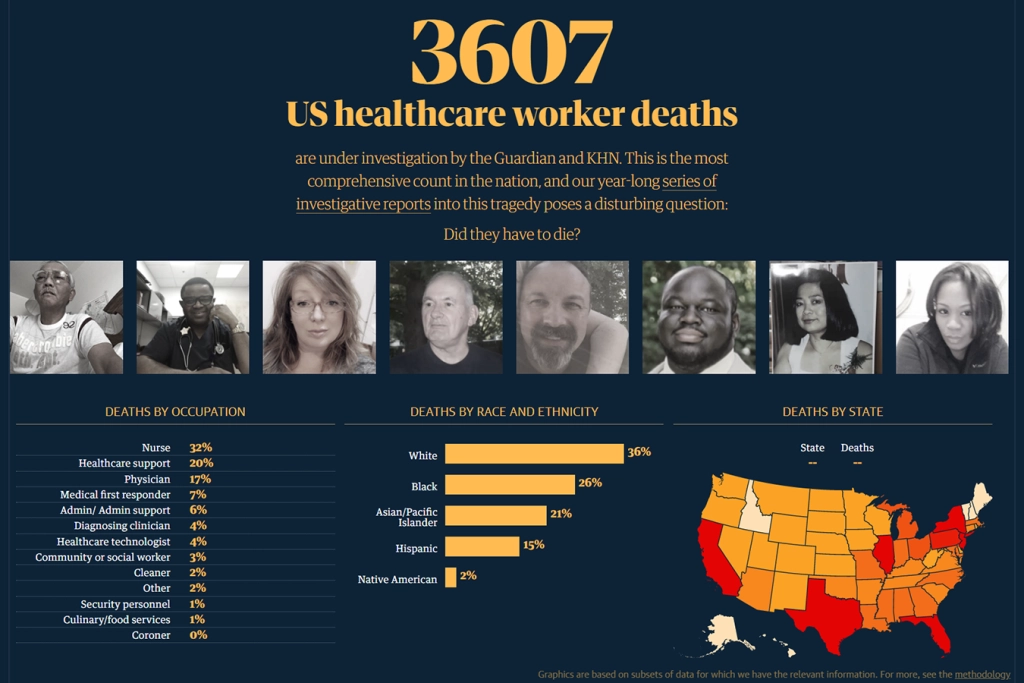 3607
US healthcare worker deaths
are under investigation by the Guardian and KHN. This is the most
comprehensive count in the nation, and our year-long series of
investigative reports into this tragedy poses a disturbing question:
Did they have to die?
DEATHS BY OCCUPATION
Nurse 32%
Healthcare support 20%
Physician 17%
Medical first responder 7%
Admin/ Admin support 6%
Diagnosing clinician 4%
Healthcare technologist 4%
Community or social worker 3%
Cleaner 2%
Other 2%
Security personnel 1%
Culinary/food services 1%
Coroner 0%
DEATHS BY RACE AND ETHNICITY
White 36%
Black 26%
Asian/Pacific
Islander 21%
Hispanic 15%
Native American 2%
DEATHS BY STATE
State Deaths
-- --
Graphics are based on subsets of data for which we have the relevant information. For more, see the methodology